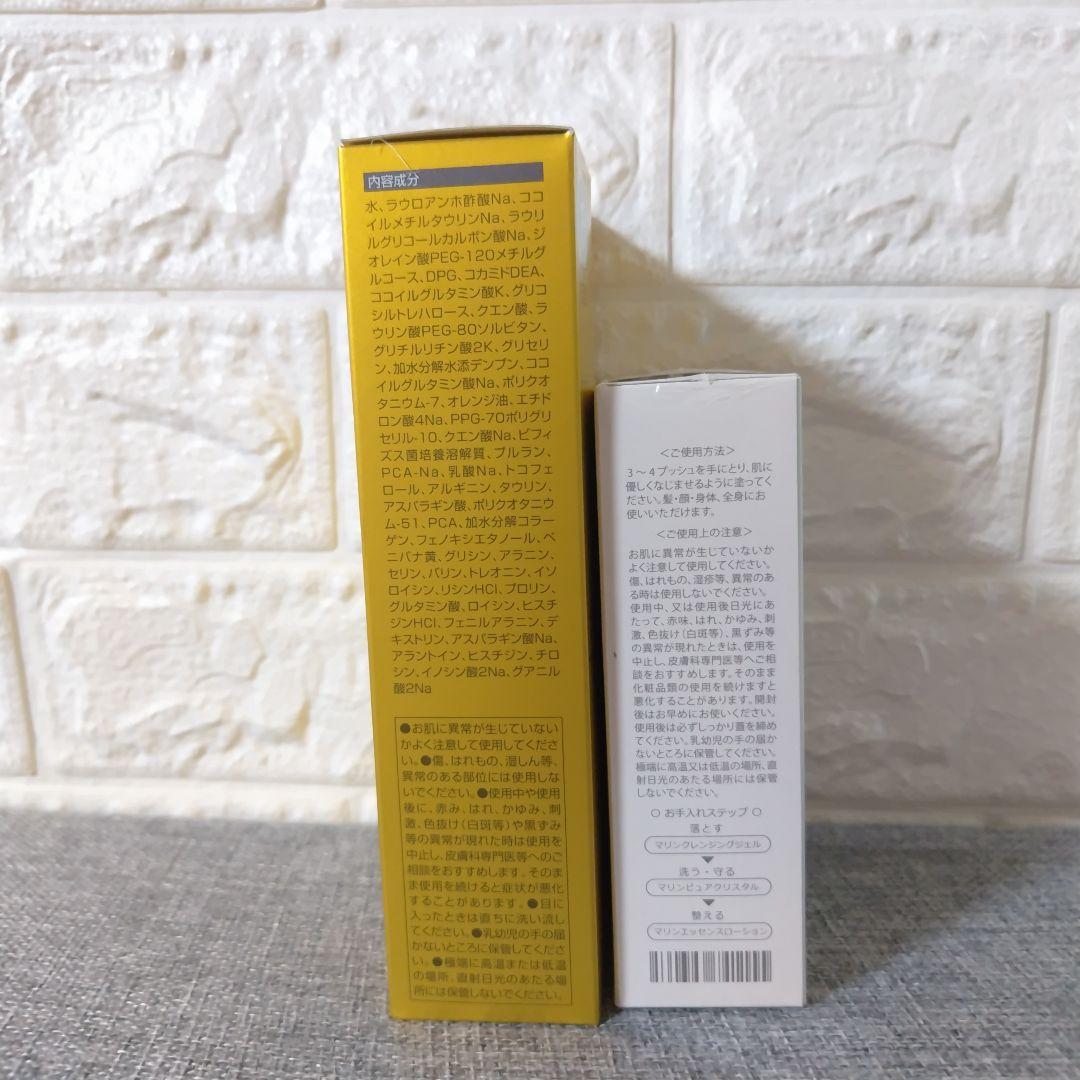 内容成分
水、ラウロアンホ酢酸Na、ココ
イルメチルタウリンNa、ラウリ
ルグリコールカルボン酸Na、ジ
オレイン酸PEG-120メチルグ
ルコース、DPG、コカミドDEA、
ココイルグルタミン酸K、グリコ
シルトレハロース、クエン酸、ラ
ウリン酸PEG-80ソルビタン、
グリチルリチン酸2K、グリセリ
ン、加水分解水添デンプン、ココ
イルグルタミン酸Na、ポリクオ
タニウム-7、オレンジ油、エチド
ロン酸4Na、PPG-70ポリグリ
セリル-10、クエン酸Na、ビフィ
ズス菌培養溶解質、プルラン、
PCA-Na、乳酸Na、トコフェ
ロール、アルギニン、タウリン、
アスパラギン酸、ポリクオタニウ
ム-51、PCA、加水分解コラー
ゲン、フェノキシエタノール、ベ
ニバナ黄、グリシン、アラニン、
セリン、バリン、トレオニン、イソ
ロイシン、リシンHCl、プロリン、
グルタミン酸、ロイシン、ヒスチ
ジンHCl、フェニルアラニン、デ
キストリン、アスパラギン酸Na、
アラントイン、ヒスチジン、チロ
シン、イノシン酸2Na、グアニル
酸2Na
●お肌に異常が生じていない
かよく注意して使用してくださ
い。●傷、はれもの、湿しん等、
異常のある部位には使用しな
いでください。●使用中や使用
後に、赤み、はれ、かゆみ、刺
激、色抜け(白斑等)や黒ずみ
等の異常が現れた時は使用を
中止し、皮膚科専門医等へのご
相談をおすすめします。そのま
ま使用を続けると症状が悪化
することがあります。●目に
入ったときは直ちに洗い流し
てください。●乳幼児の手の届
かないところに保管してくださ
い。●極端に高温または低温
の場所、直射日光のあたる場
所には保管しないでください。
＜ご使用方法＞
3～4プッシュを手にとり、肌に
優しくなじませるように塗ってく
ださい。髪・顔・身体、全身にお
使いいただけます。
＜ご使用上の注意＞
お肌に異常が生じていないか
よく注意して使用してください。
傷、はれもの、湿疹等、異常のあ
る時は使用しないでください。
使用中、又は使用後日光にあ
たって、赤味、はれ、かゆみ、刺
激、色抜け(白斑等)、黒ずみ等
の異常が現れたときは、使用を
中止し、皮膚科専門医等へご相
談をおすすめします。そのまま
化粧品類の使用を続けますと
悪化することがあります。開封
後はお早めにお使いください。
使用後は必ずしっかり蓋を締め
てください。乳幼児の手の届か
ないところに保管してください。
極端に高温又は低温の場所、直
射日光のあたる場所には保管
しないでください。
○ お手入れステップ ○
落とす
マリンクレンジングジェル
洗う・守る
マリンピュアクリスタル
整える
マリンエッセンスローション